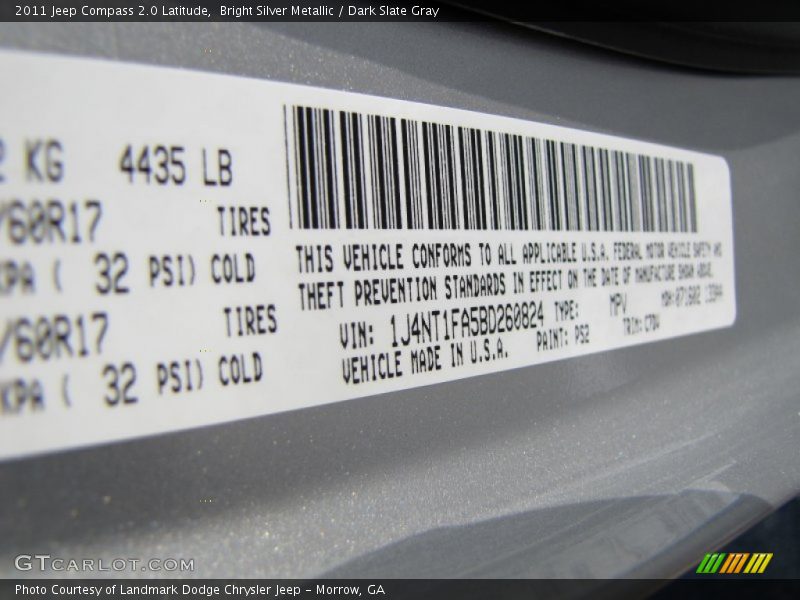 2011 Jeep Compass 2.0 Latitude, Bright Silver Metallic / Dark Slate Gray
KG 4435 LB
/60R17 TIRES
KPA ( 32 PSI) COLD
/60R17 TIRES
KPA ( 32 PSI) COLD
THIS VEHICLE CONFORMS TO ALL APPLICABLE U.S.A. FEDERAL MOTOR VEHICLE SAFETY AND
THEFT PREVENTION STANDARDS IN EFFECT ON THE DATE OF MANUFACTURE SHOWN ABOVE.
VIN: 1J4NT1FA5BD260824 TYPE: MPV
VEHICLE MADE IN U.S.A. PAINT: PS2 TRIM:
GTCARLOT.COM
Photo Courtesy of Landmark Dodge Chrysler Jeep – Morrow, GA